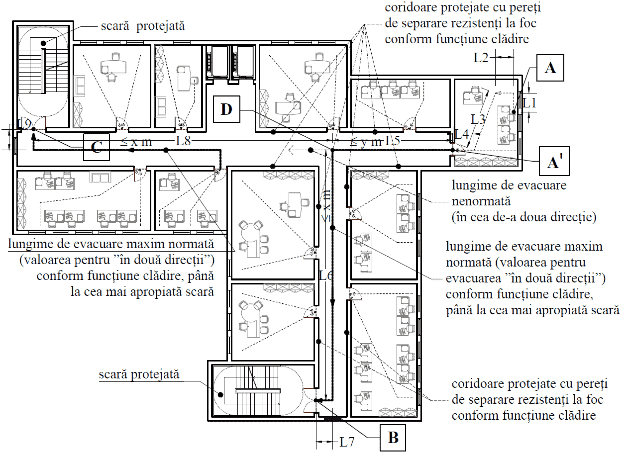 scară protejată
coridoare protejate cu pereți
de separare rezistenți la foc
conform funcțiune clădire
L2
A
D
L3
L1
L9
C
≤ x m
L8
≤ y m
L5
L4
A'
≤ x m
lungime de evacuare
nenormată
(în cea de-a doua direcție)
lungime de evacuare maxim normată
(valoarea pentru ”în două direcții”)
conform funcțiune clădire, până
la cea mai apropiată scară
L6
lungime de evacuare maxim
normată (valoarea pentru
evacuarea ”în două direcții”)
conform funcțiune clădire,
până la cea mai apropiată scară
scară protejată
coridoare protejate cu pereți
de separare rezistenți la foc
conform funcțiune clădire
L7
B